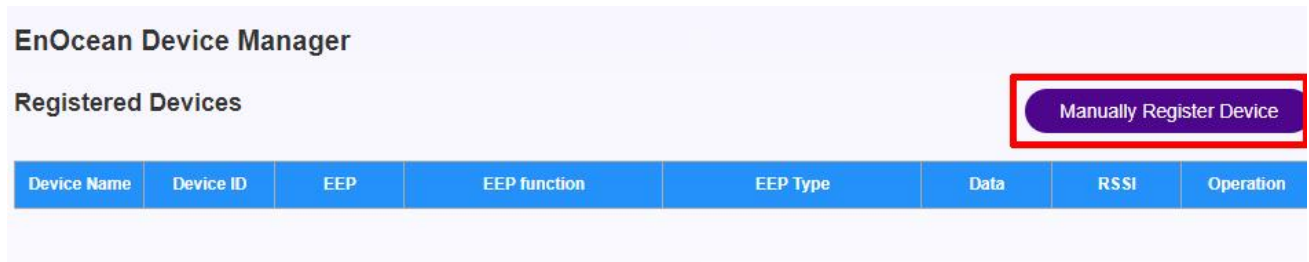 EnOcean Device Manager
Registered Devices
Manually Register Device
Device Name Device ID EEP EEP function EEP Type Data RSSI Operation